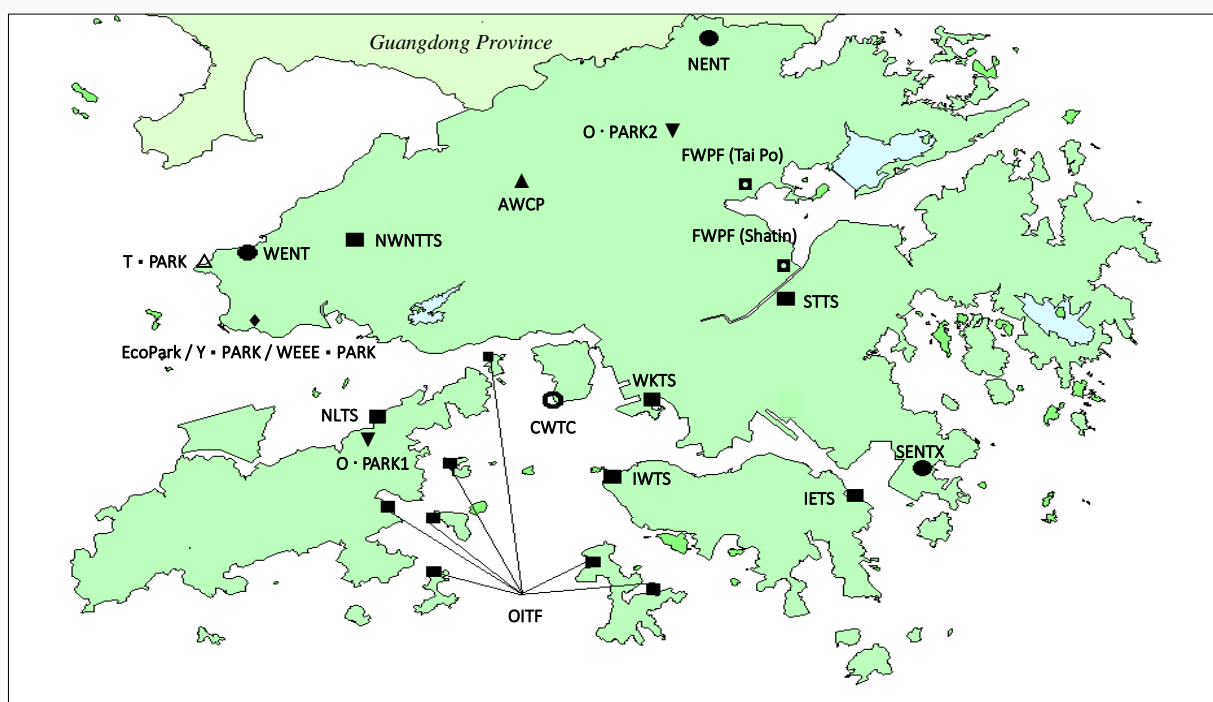 Guangdong Province
NENT
O · PARK2
FWPF (Tai Po)
AWCP
FWPF (Shatin)
NWNTTS
WENT
T · PARK
STTS
EcoPark / Y · PARK / WEEE · PARK
WKTS
NLTS
CWTC
O · PARK1
SENTX
IWTS
IETS
OITF